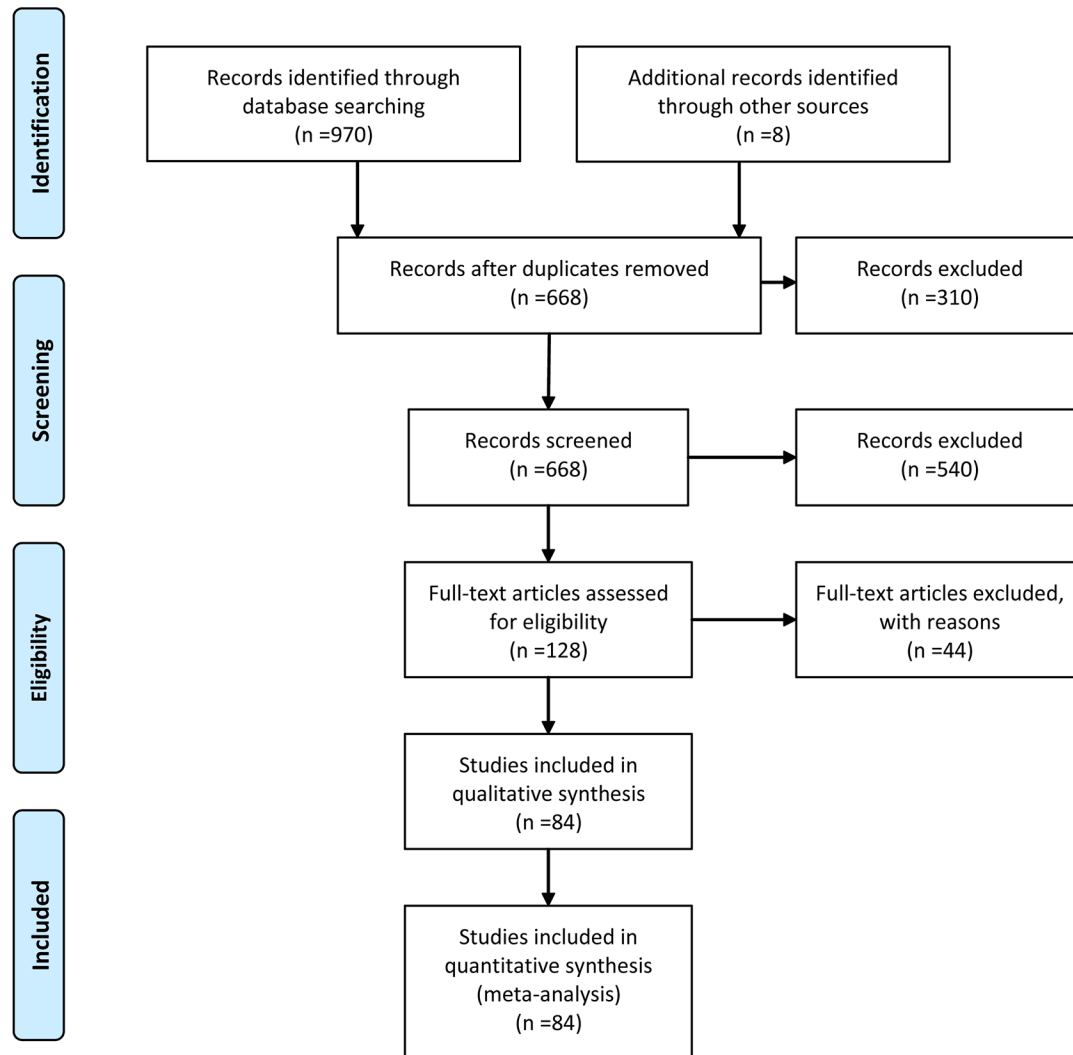 Identification
Records identified through
database searching
(n =970)
Additional records identified
through other sources
(n =8)
Records after duplicates removed
(n =668)
Records excluded
(n =310)
Screening
Records screened
(n =668)
Records excluded
(n =540)
Eligibility
Full-text articles assessed
for eligibility
(n =128)
Full-text articles excluded,
with reasons
(n =44)
Studies included in
qualitative synthesis
(n =84)
Included
Studies included in
quantitative synthesis
(meta-analysis)
(n =84)